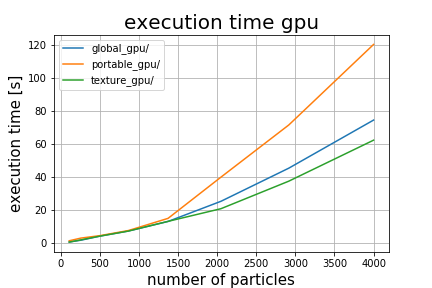 execution time gpu
global_gpu/
portable_gpu/
texture_gpu/
execution time [s]
120
100
80
60
40
20
0
0 500 1000 1500 2000 2500 3000 3500 4000
number of particles